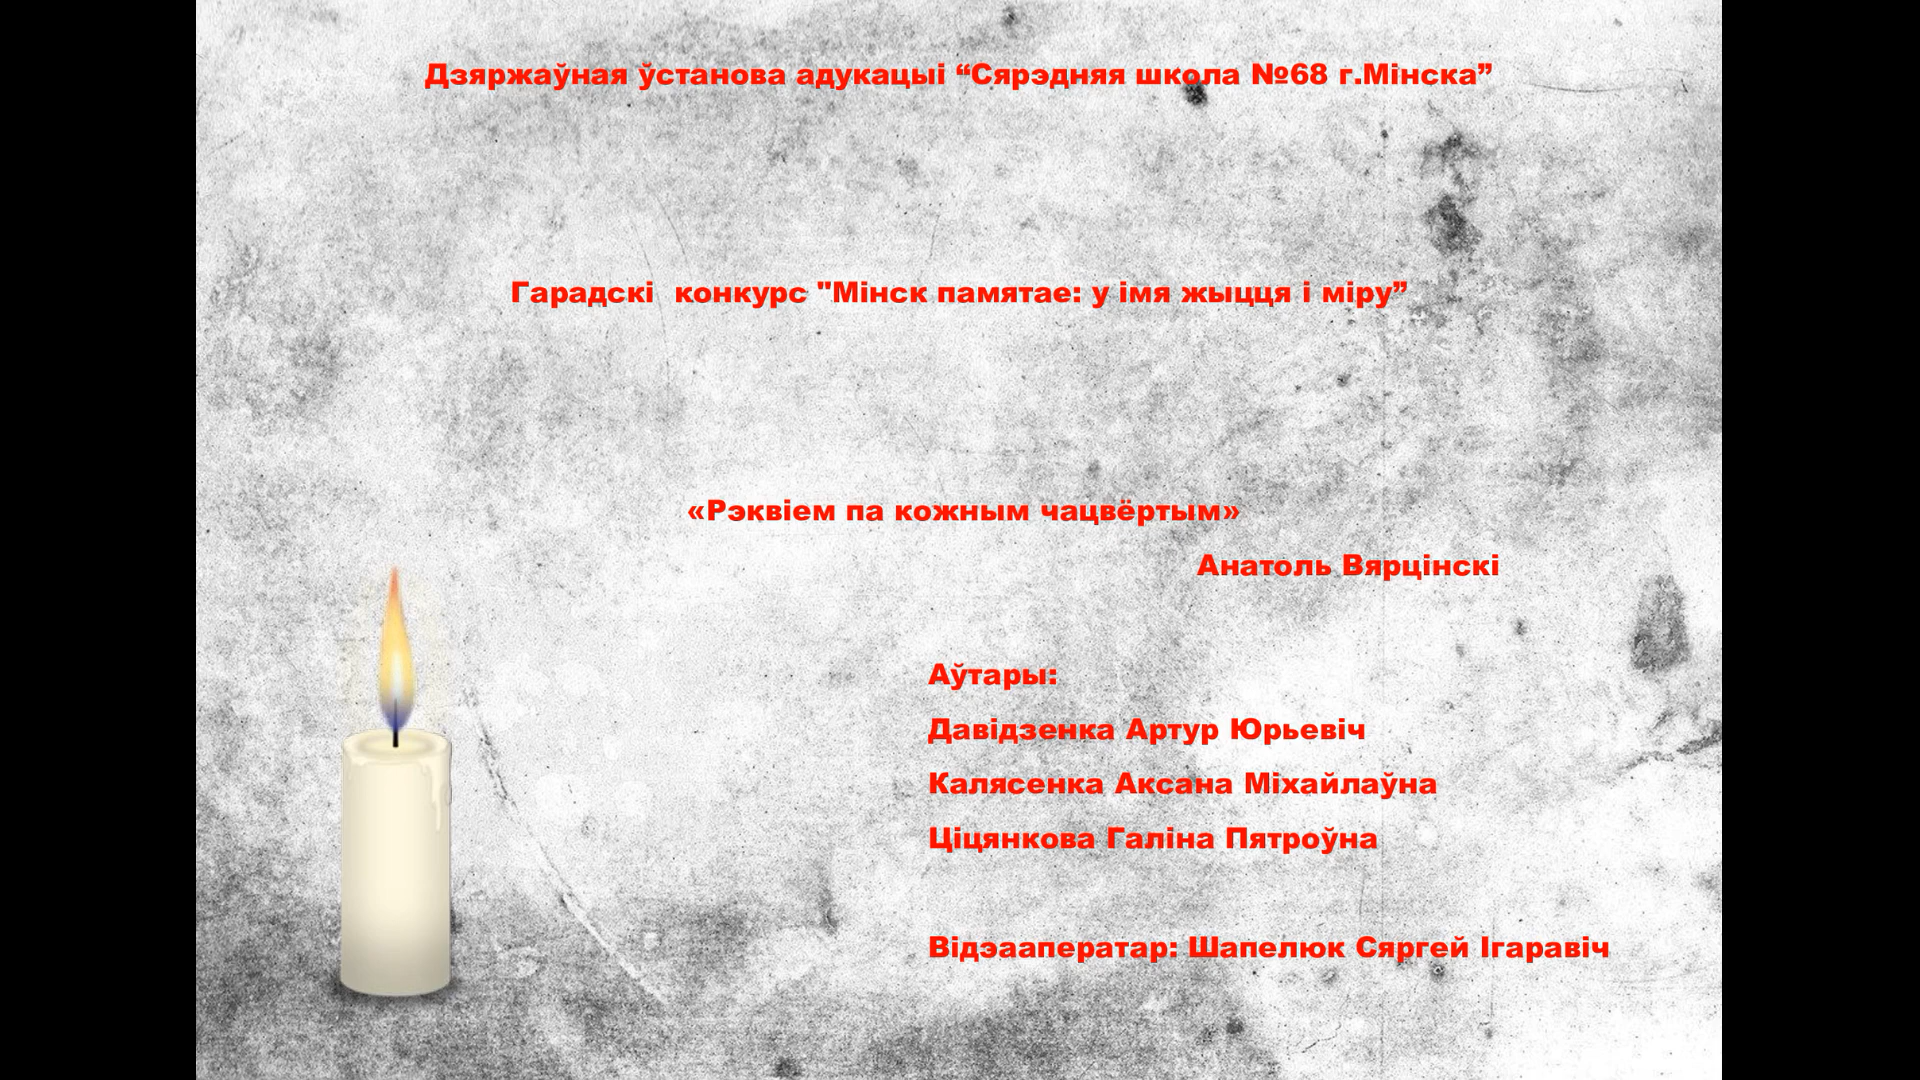 Дзяржаўная ўстанова адукацыі “Сярэдняя школа №68 г.Мінска”
Гарадскі  конкурс "Мінск памятае: у імя жыцця і міру”
«Рэквіем па кожным чацвёртым»
Анатоль Вярцінскі
Аўтары:
Давідзенка Артур Юрьевіч
Калясенка Аксана Міхайлаўна
Ціцянкова Галіна Пятроўна
Відэааператар: Шапелюк Сяргей Ігаравіч